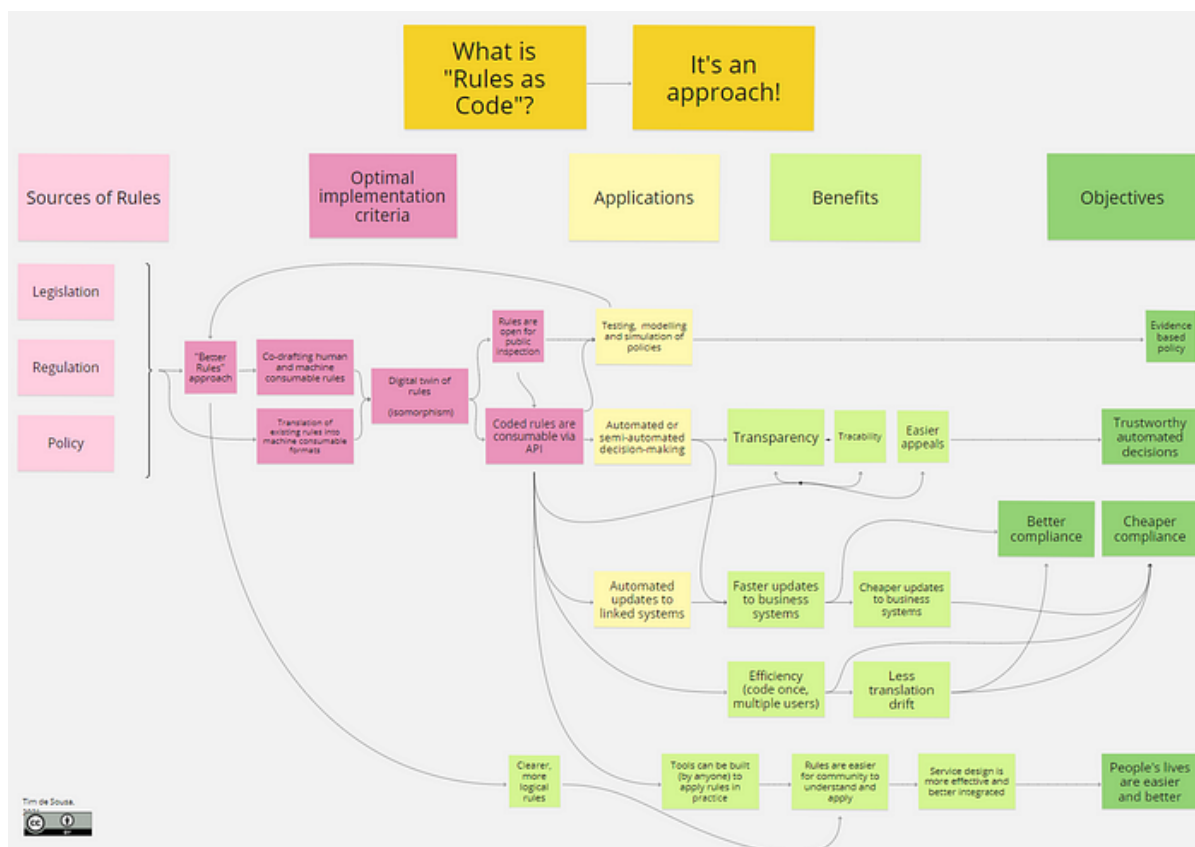 What is
"Rules as
Code"?
It's an
approach!
Sources of Rules
Optimal
implementation
criteria
Applications
Benefits
Objectives
Legislation
Regulation
Policy
"Better
Rules"
approach
Co-drafting human
and machine
consumable rules
Translation of
existing rules into
machine consumable
formats
Digital twin of
rules
(isomorphism)
Rules are
open for
public
inspection
Coded rules are
consumable via
API
Testing, modelling
and simulation of
policies
Evidence
based
policy
Automated or
semi-automated
decision-making
Transparency
Tracability
Easier
appeals
Trustworthy
automated
decisions
Better
compliance
Cheaper
compliance
Automated
updates to
linked systems
Faster updates
to business
systems
Cheaper updates
to business
systems
Efficiency
(code once,
multiple users)
Less
translation
drift
Clearer,
more
logical
rules
Tools can be built
(by anyone) to
apply rules in
practice
Rules are easier
for community to
understand and
apply
Service design is
more effective and
better integrated
People's lives
are easier
and better
Tim de Sousa,
cc
BY